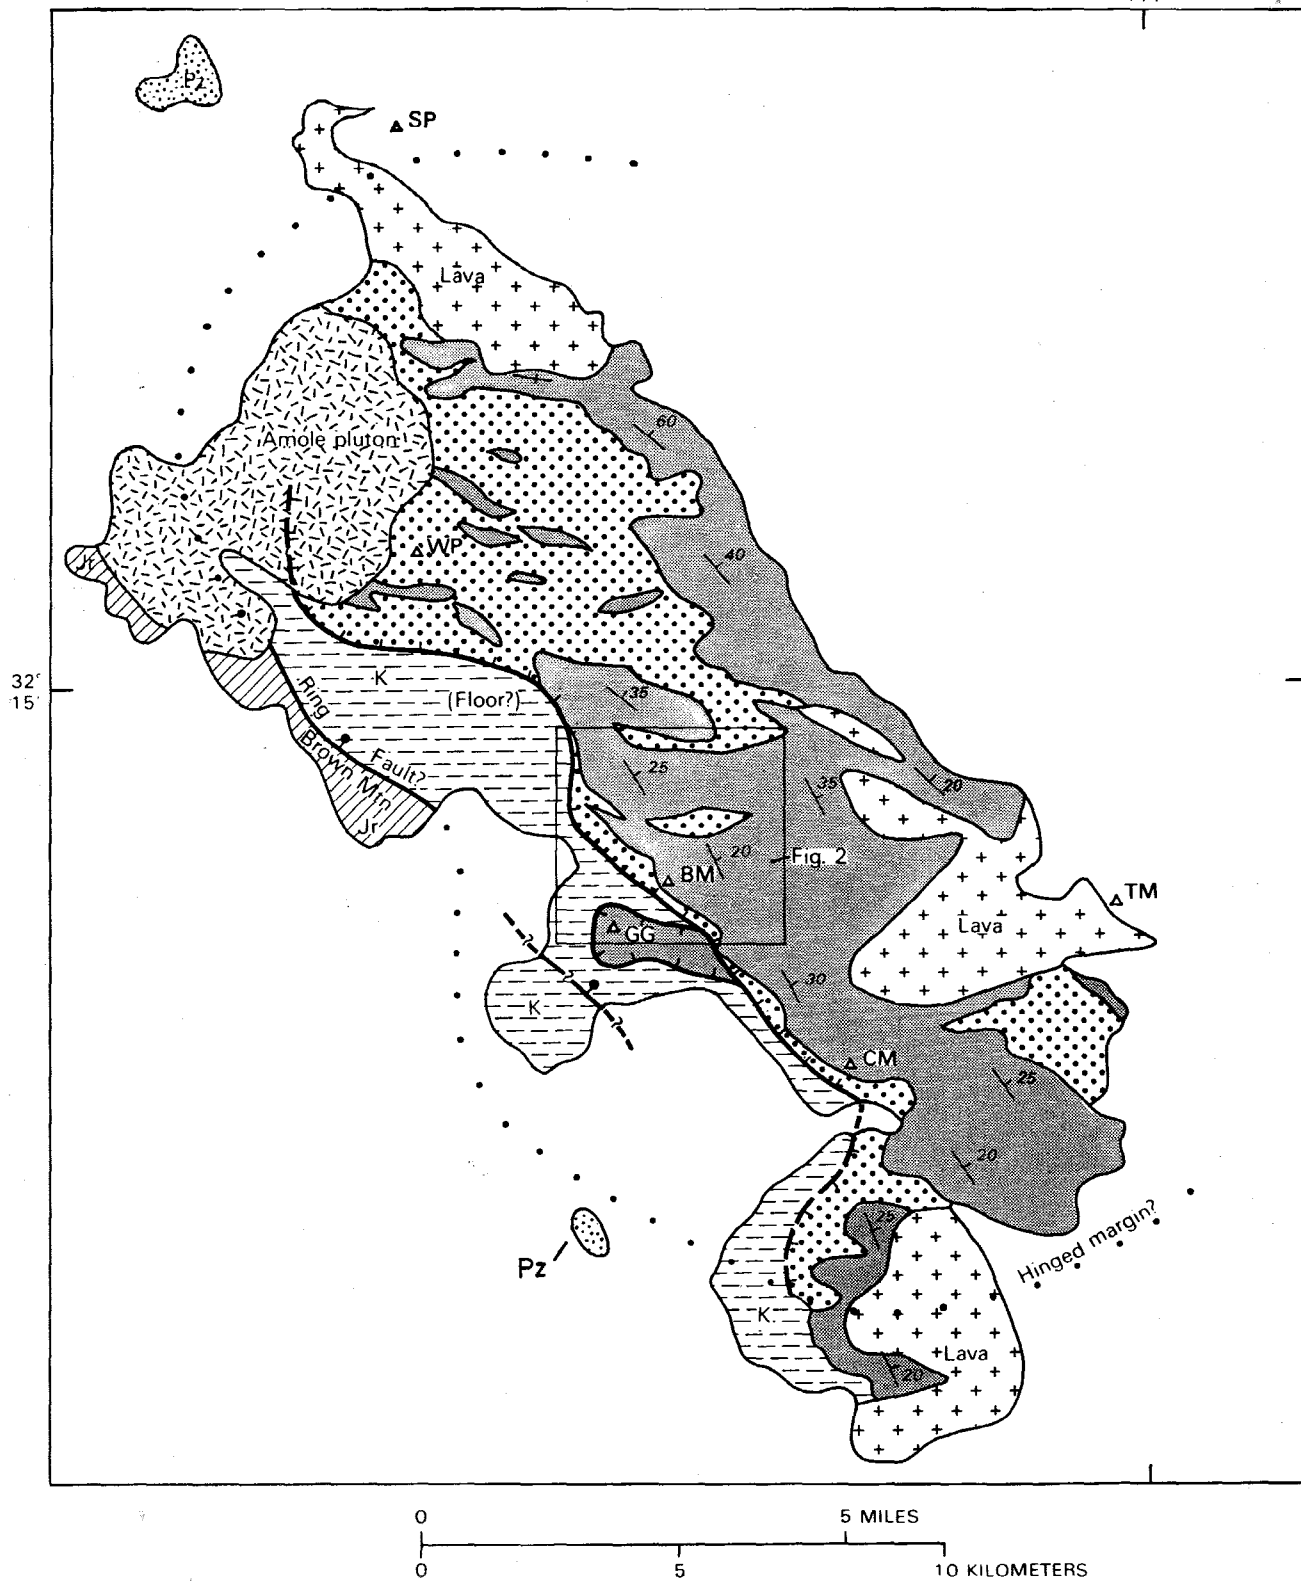 Pz
SP
Lava
60
Amole pluton
40
WP
Jr
32°
15'
K
(Floor?)
35
Ring
Fault?
Brown Mtn
Jr
25
35
20
20
Fig. 2
BM
TM
GG
Lava
?
?
?
K
30
CM
25
20
Pz
25
Hinged margin?
K
Lava
20
0
5 MILES
0
5
10 KILOMETERS